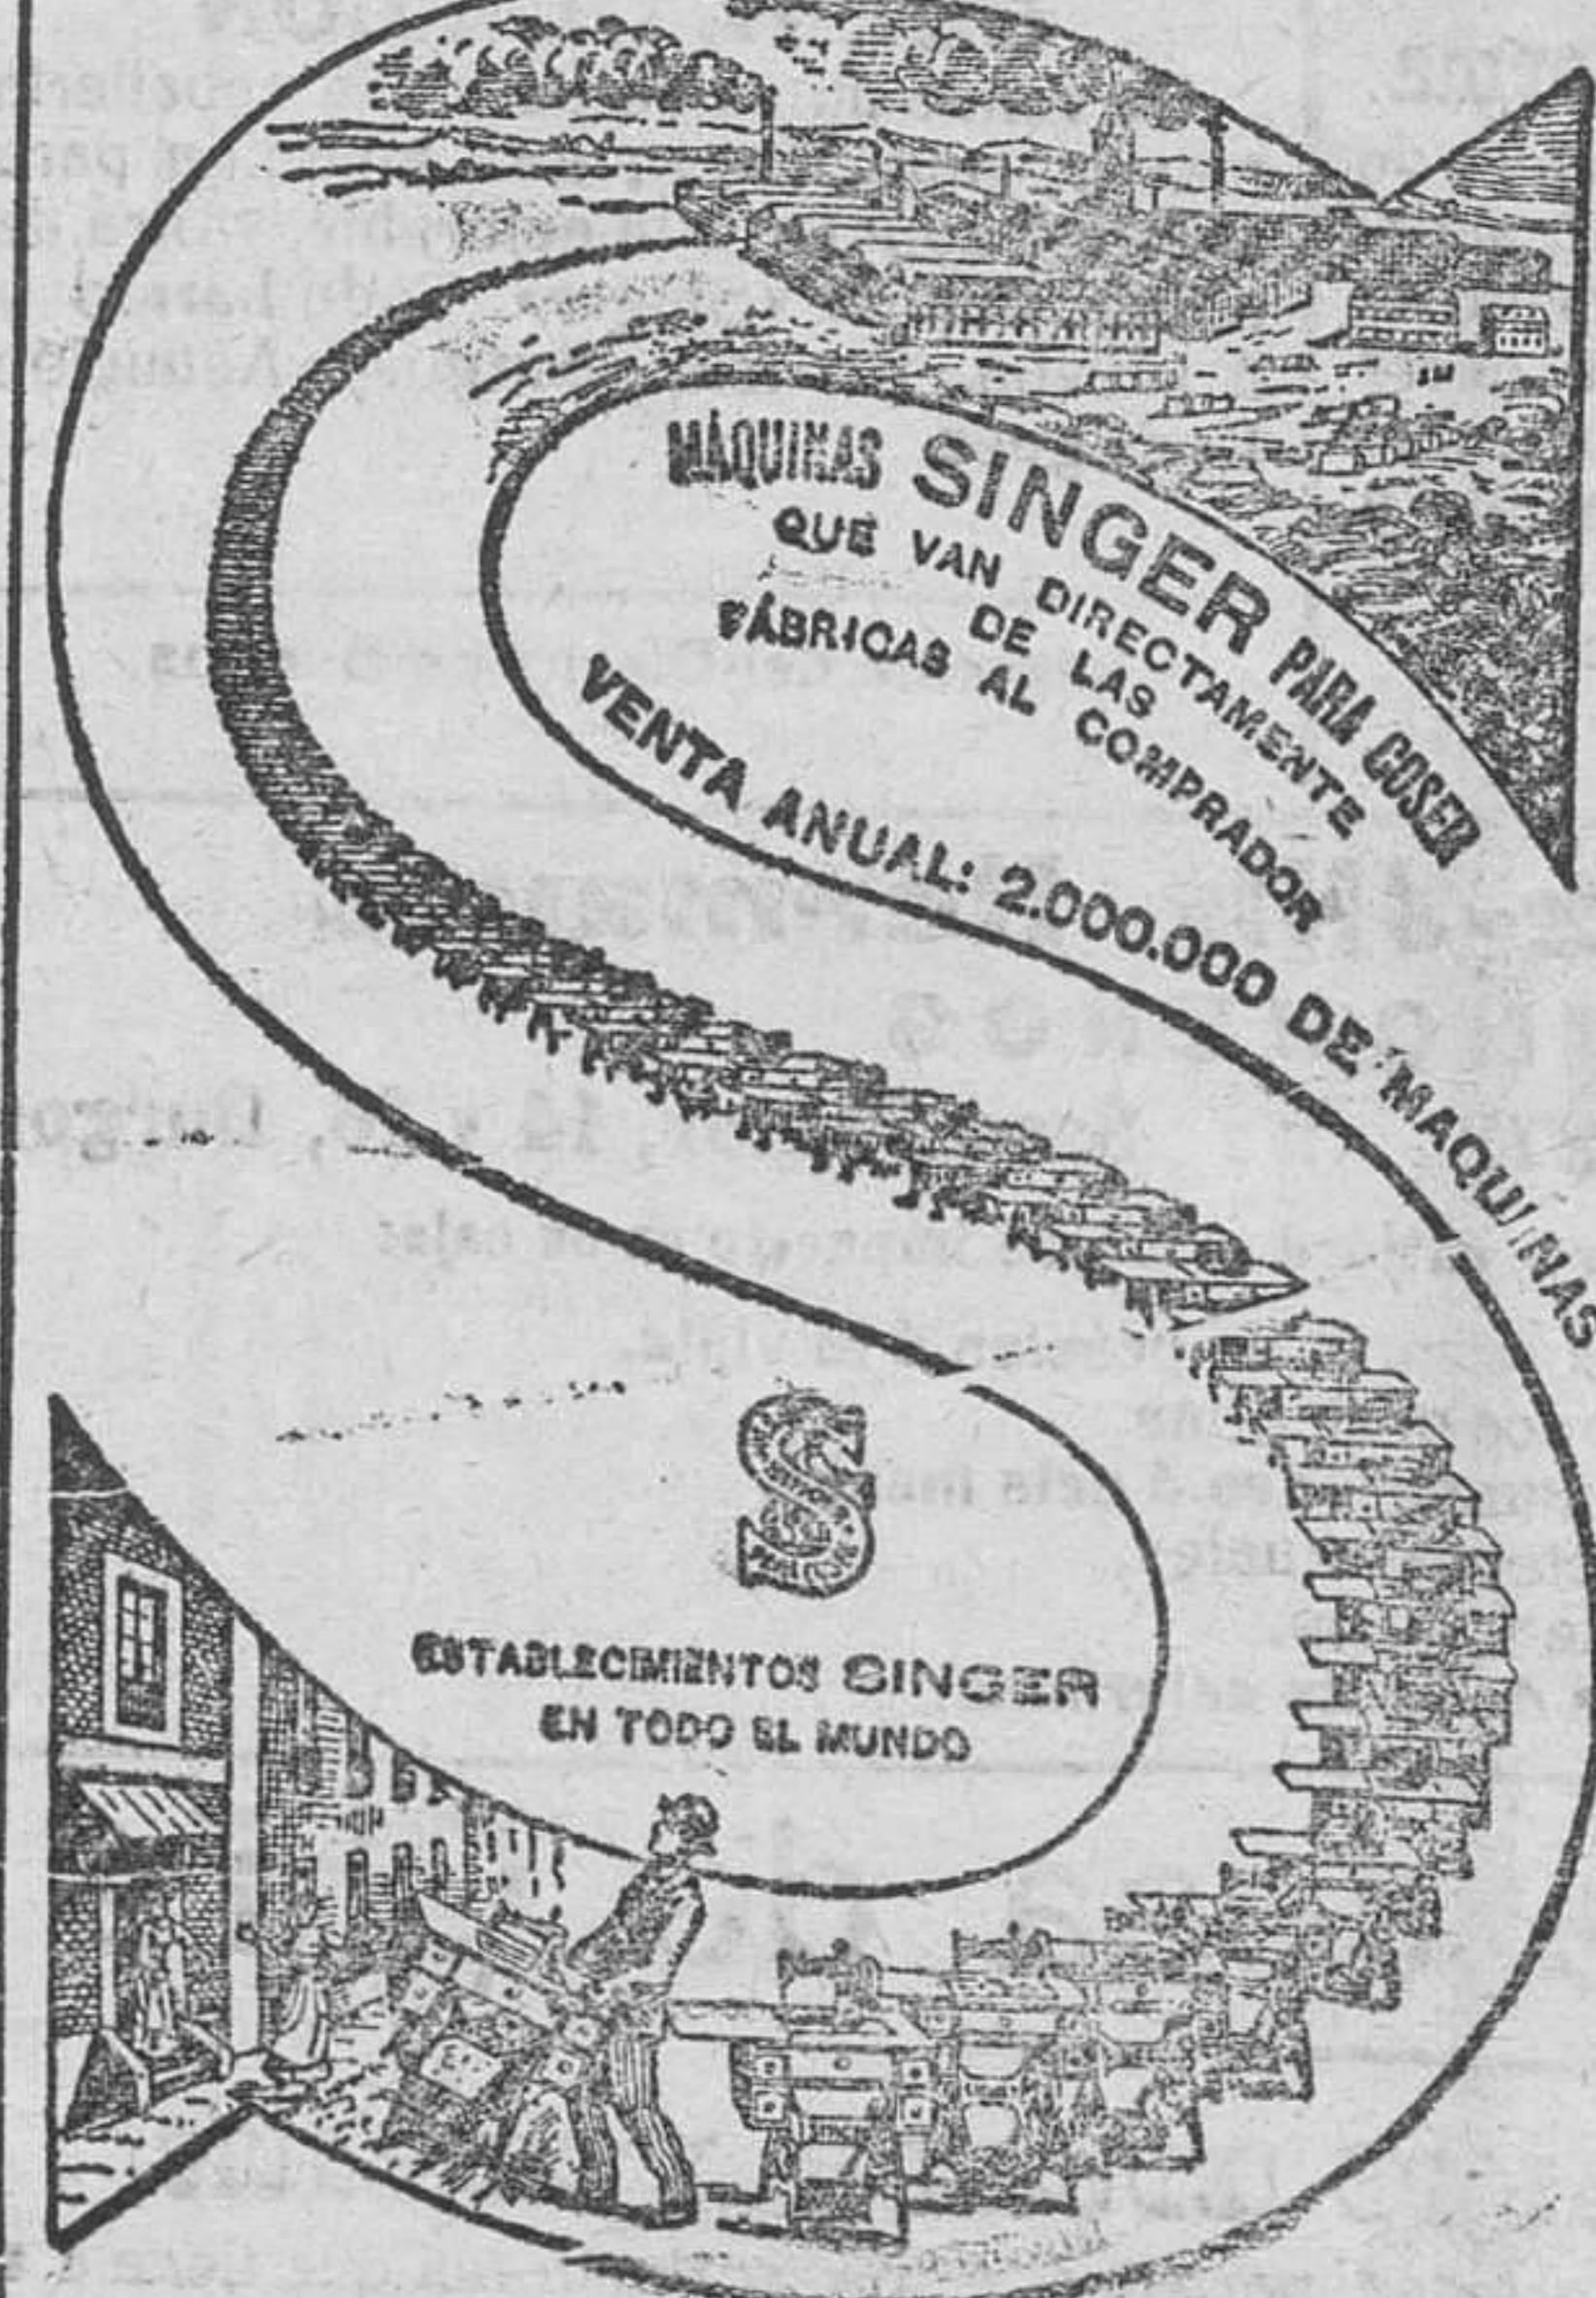 MÁQUINAS SINGER PARA COSER
QUE VAN DIRECTAMENTE
DE LAS
FÁBRICAS AL COMPRADOR
VENTA ANUAL: 2.000.000 DE MAQUINAS
S
ESTABLECIMIENTOS SINGER
EN TODO EL MUNDO